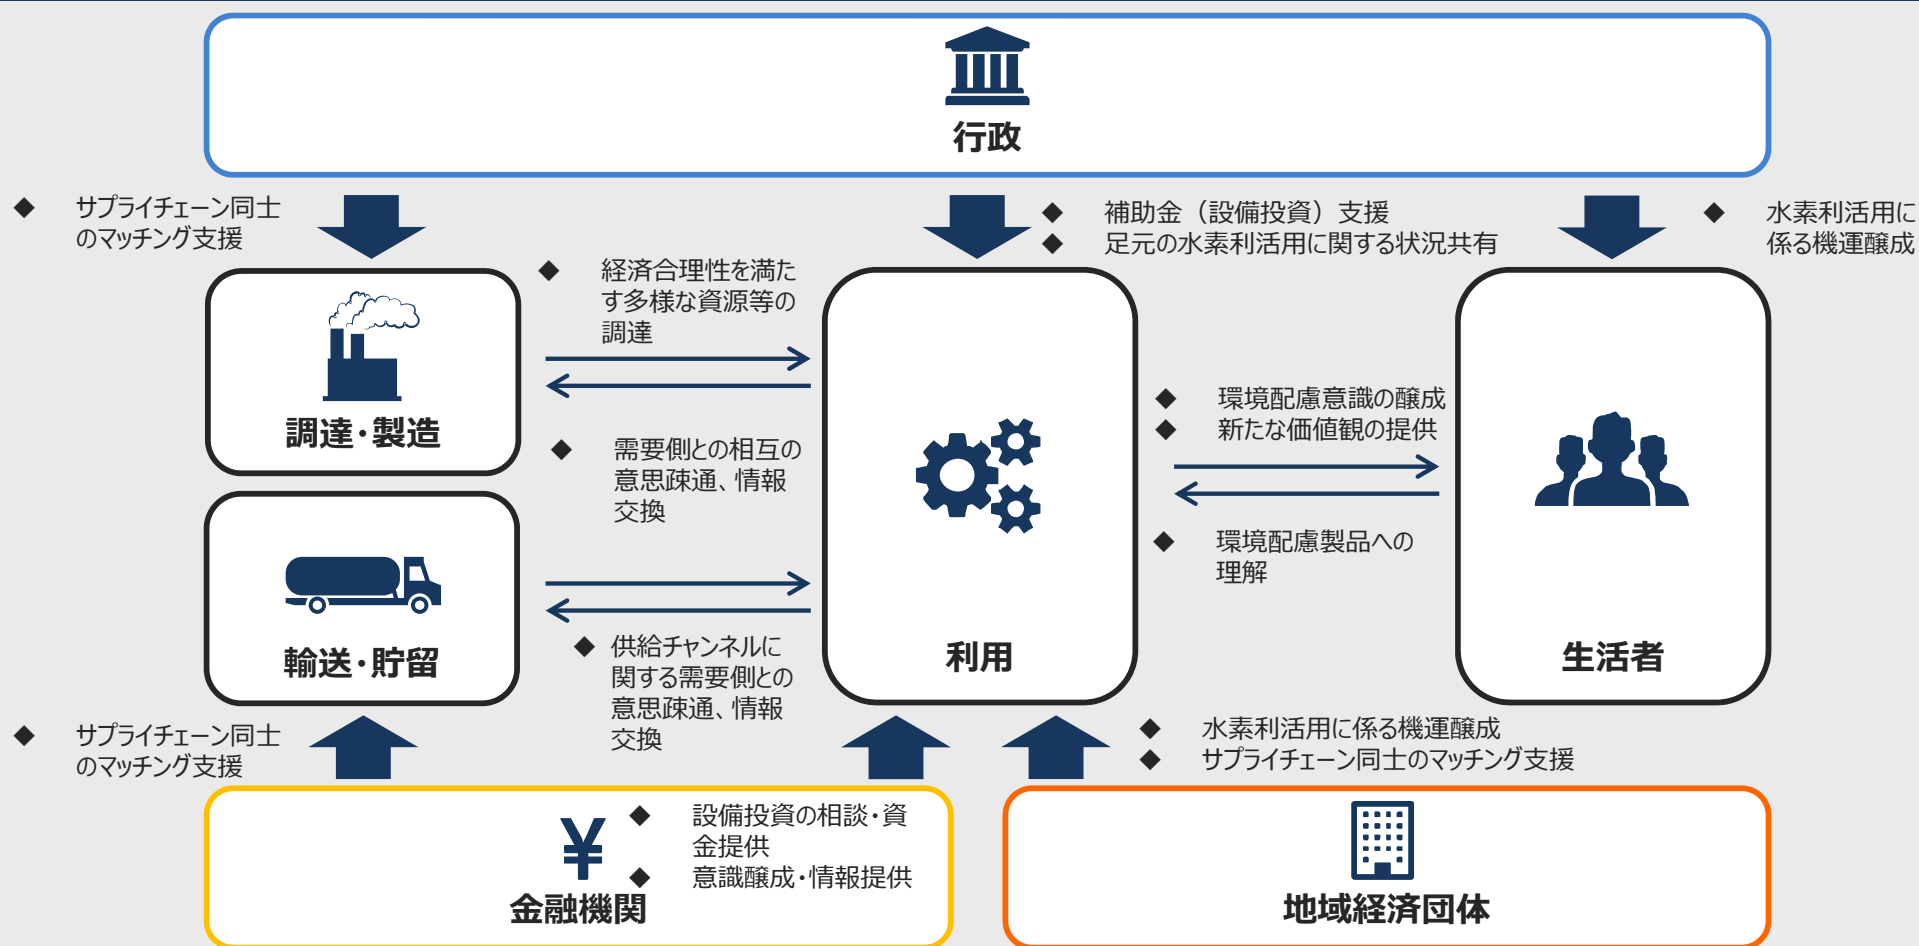 行政
◆ サプライチェーン同士
のマッチング支援
◆ 補助金（設備投資）支援
◆ 足元の水素利活用に関する状況共有
◆ 水素利活用に
係る機運醸成
◆ 経済合理性を満た
す多様な資源等の
調達
調達・製造
◆ 需要側との相互の
意思疎通、情報
交換
◆ 環境配慮意識の醸成
◆ 新たな価値観の提供
◆ 環境配慮製品への
理解
輸送・貯留
◆ 供給チャンネルに
関する需要側との
意思疎通、情報
交換
利用
生活者
◆ サプライチェーン同士
のマッチング支援
◆ 水素利活用に係る機運醸成
◆ サプライチェーン同士のマッチング支援
¥
◆ 設備投資の相談・資
金提供
◆ 意識醸成・情報提供
金融機関
地域経済団体